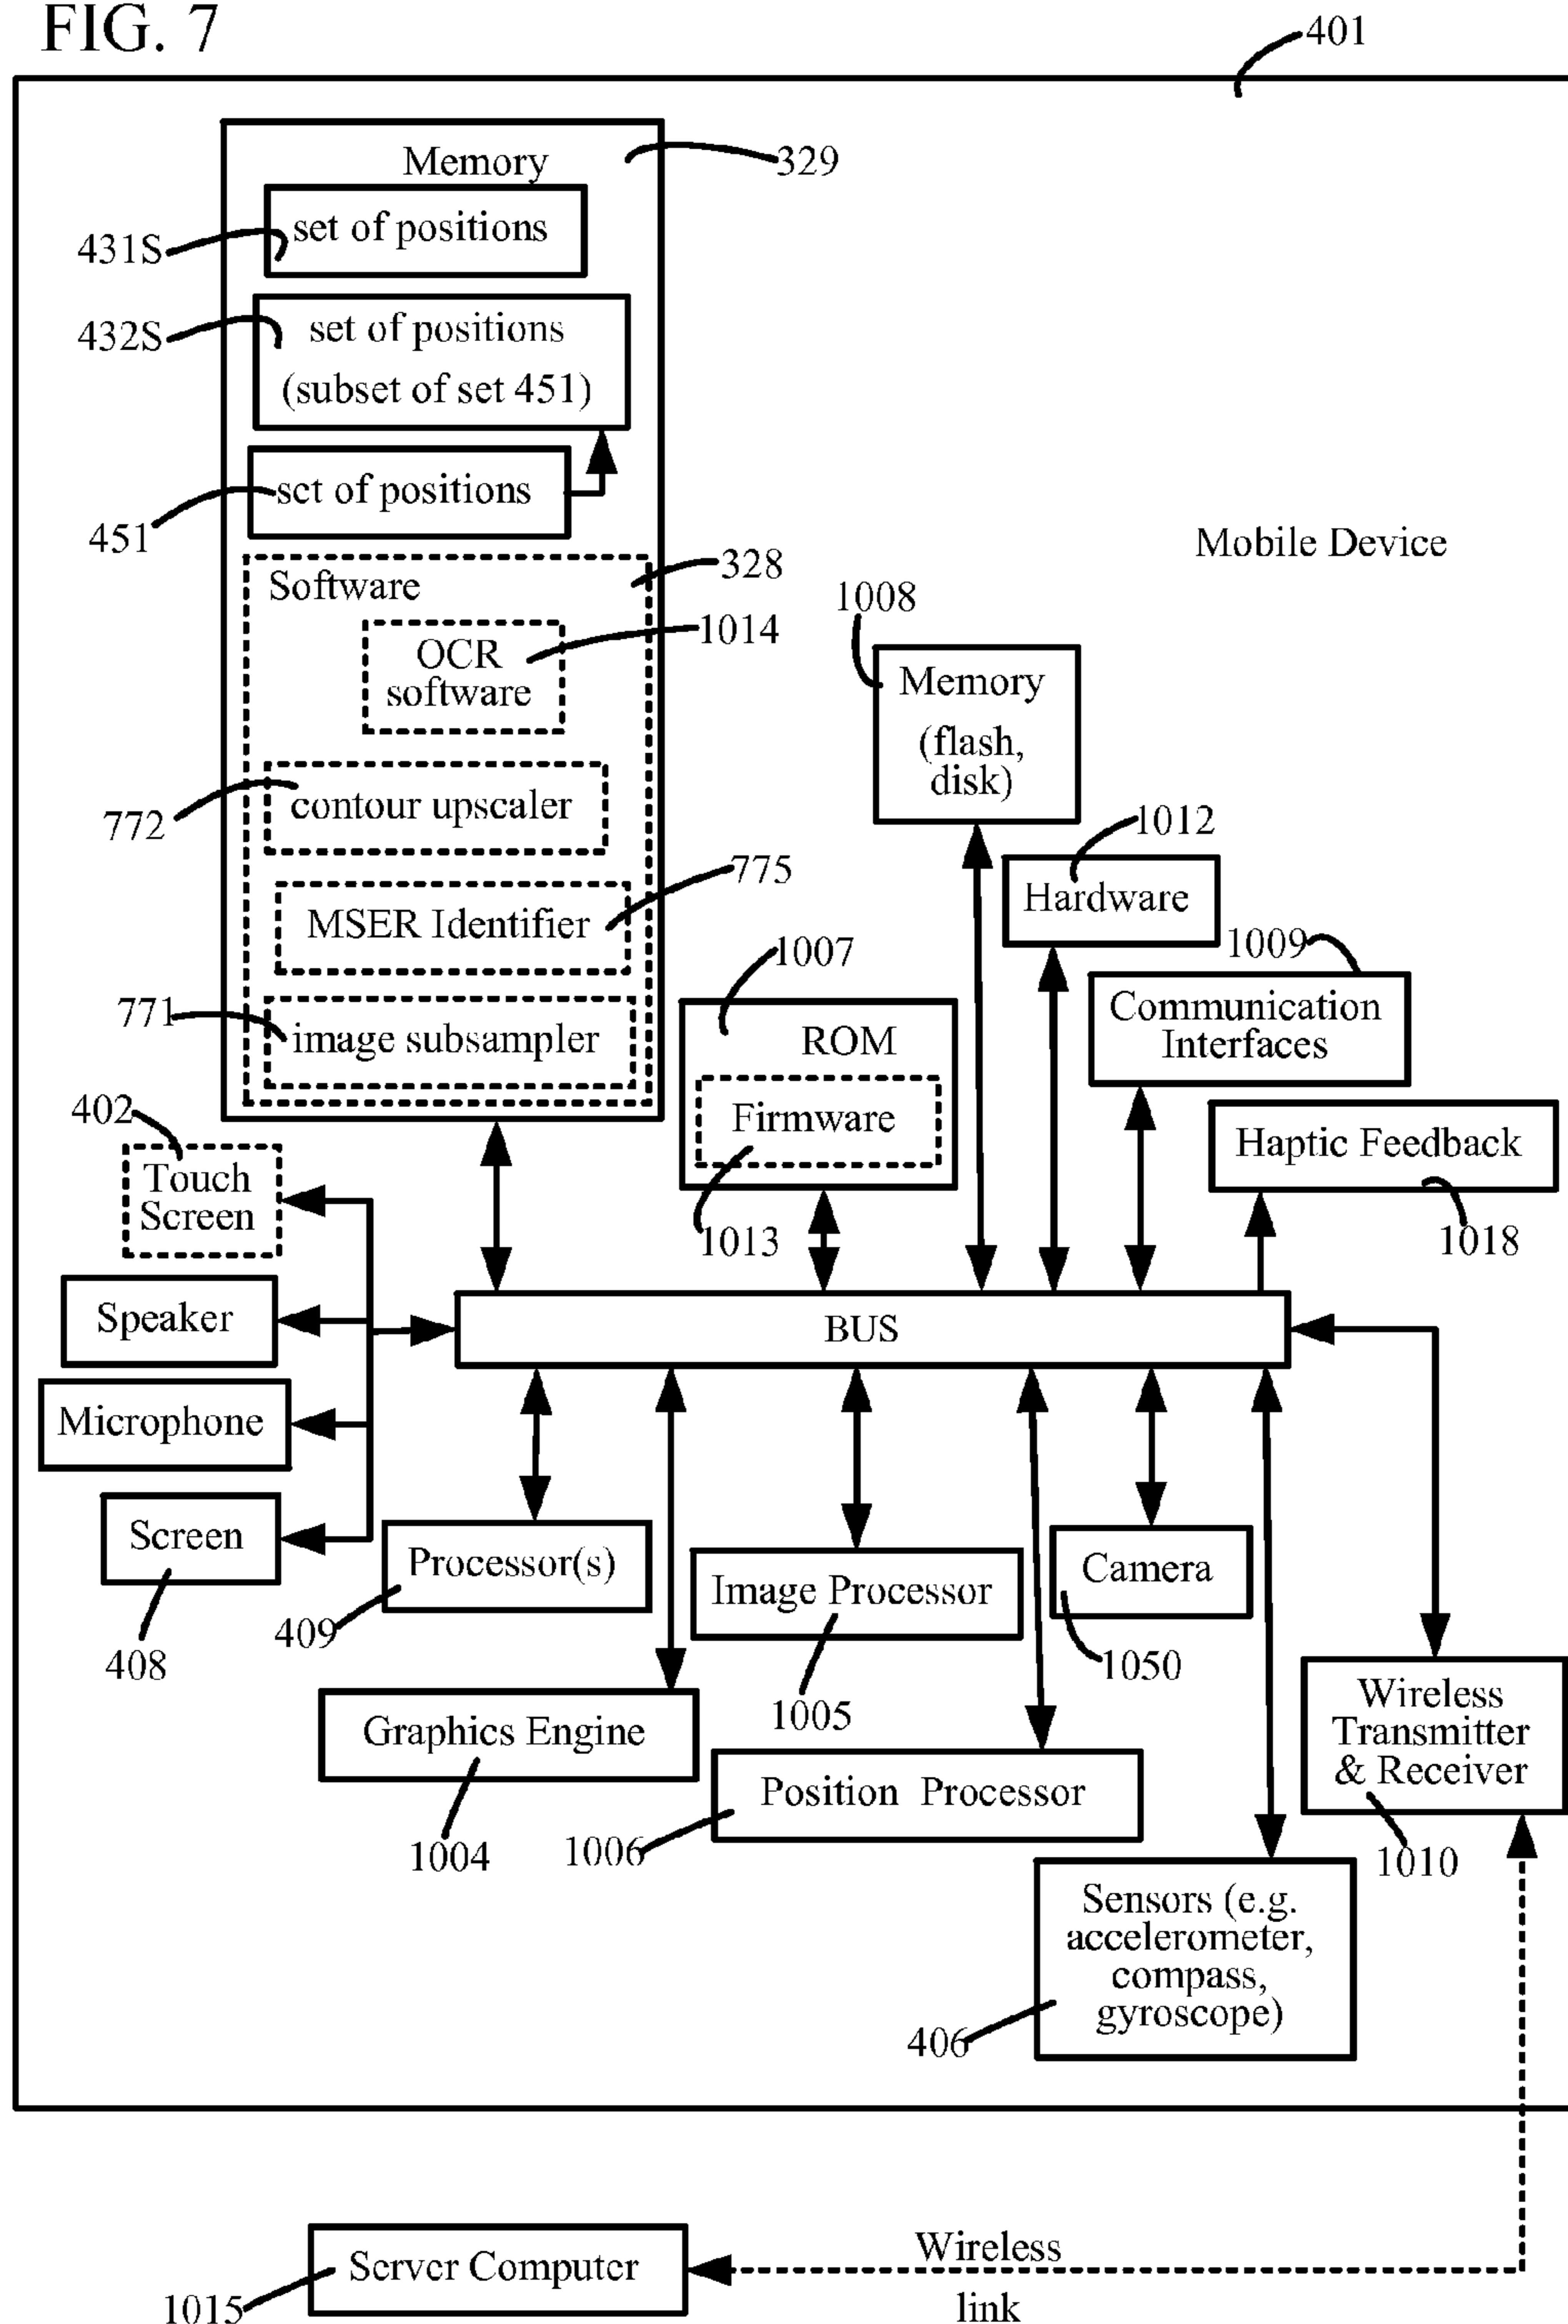 FIG. 7
401
Memory
329
set of positions
431S
set of positions
432S
(subset of set 451)
sct of positions
451
Mobile Device
Software
328
OCR
software
1014
1008
Memory
(flash,
disk)
contour upscaler
772
1012
Hardware
775
MSER Identifier
1007
1009
Communication
Interfaces
771
image subsampler
ROM
Firmware
1013
402
Touch
Screen
Haptic Feedback
1018
Speaker
BUS
Microphone
Screen
408
Processor(s)
409
Image Processor
1005
Camera
1050
Graphics Engine
1004
Position Processor
1006
Wireless
Transmitter
& Receiver
1010
Sensors (e.g.
accelerometer,
compass,
gyroscope)
406
Server Computer
1015
Wireless
link